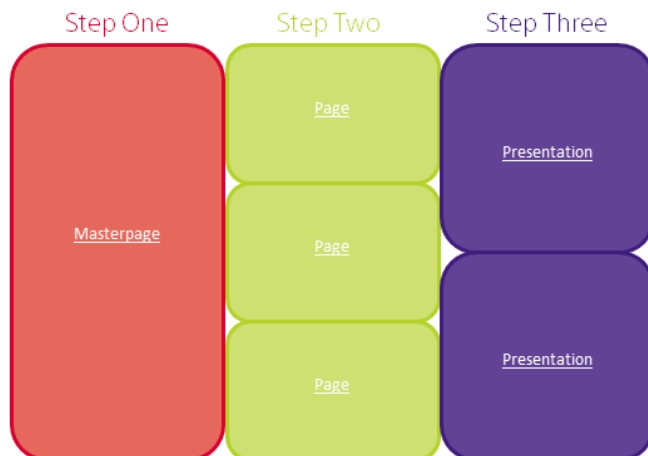 Step One
Step Two
Step Three
Masterpage
Page
Page
Page
Presentation
Presentation